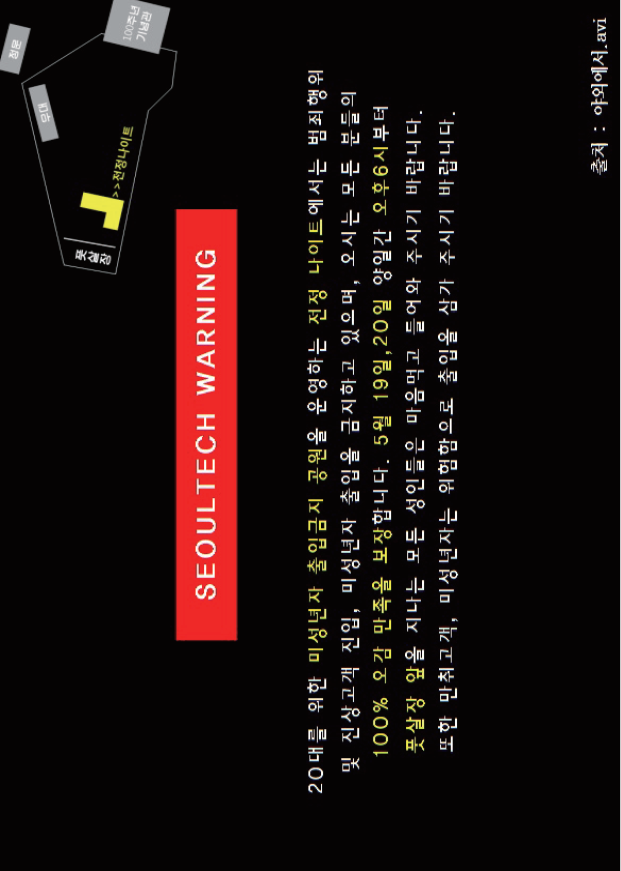 SEOULTECH WARNING
20대를 위한 미성년자 출입금지 공원을 운영하는 전정 나이트에서는 범죄행위
및 진상고객 진입, 미성년자 출입을 금지하고 있으며, 오시는 모든 분들의
100% 오감 만족을 보장합니다. 5월 19일,20일 양일간 오후6시부터
풋살장 앞을 지나는 모든 성인들은 마음먹고 들어와 주시기 바랍니다.
또한 만취고객, 미성년자는 위험함으로 출입을 삼가 주시기 바랍니다.
정문
100주년
기념관
우대
>>전정나이트
풋살장
출처 : 야외에서.avi